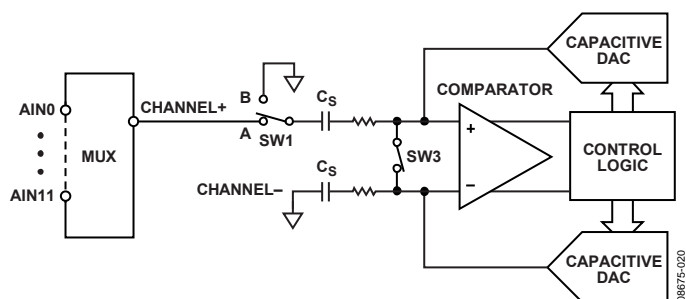 CAPACITIVE
DAC
COMPARATOR
B
AIN0
CHANNEL+
CS
A
SW1
+
MUX
SW3
CONTROL
LOGIC
CHANNEL–
CS
–
AIN11
CAPACITIVE
DAC
08675-020